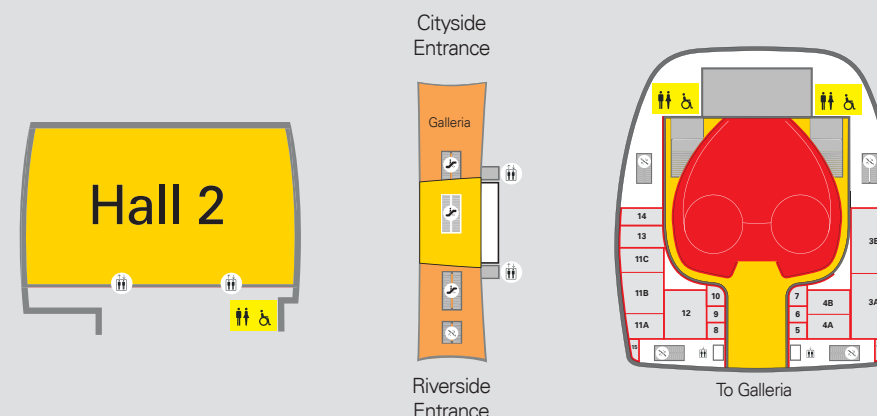 Cityside
Entrance
Galleria
Hall 2
Riverside
Entrance
14
13
11C
11B
11A
15
12
10
9
8
7
6
5
4B
4A
3B
3A
To Galleria